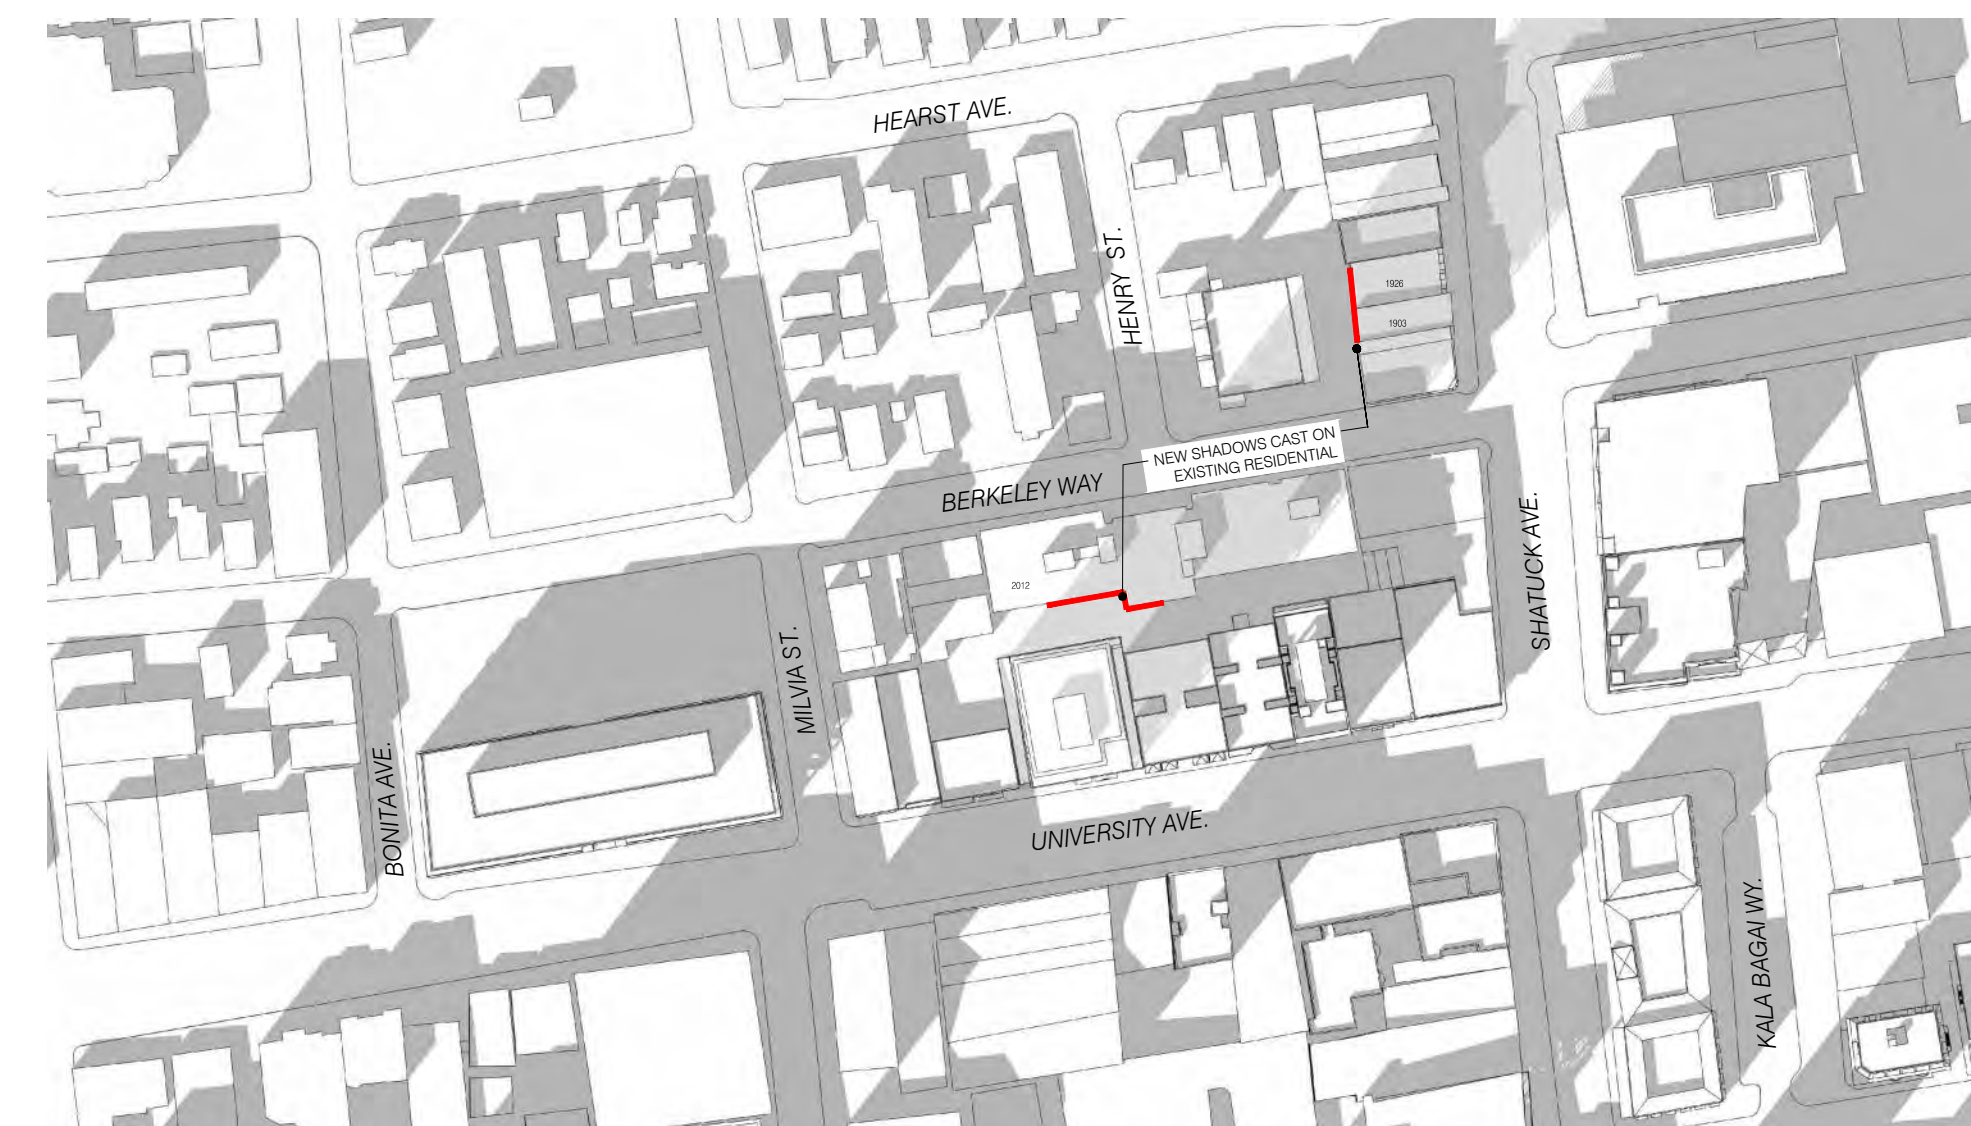 HEARST AVE.
HENRY ST.
1926
1903
NEW SHADOWS CAST ON
EXISTING RESIDENTIAL
BERKELEY WAY
2012
SHATUCK AVE.
MILVIA ST.
BONITA AVE.
UNIVERSITY AVE.
KALA BAGAI WY.